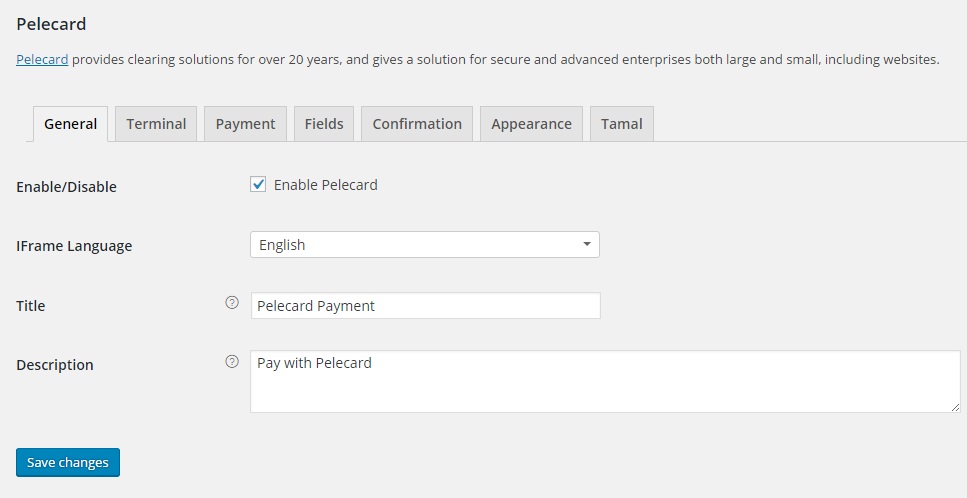 Pelecard
Pelecard provides clearing solutions for over 20 years, and gives a solution for secure and advanced enterprises both large and small, including websites.
General Terminal Payment Fields Confirmation Appearance Tamal
Enable/Disable Enable Pelecard
IFrame Language English
Title ? Pelecard Payment
Description ? Pay with Pelecard
Save changes